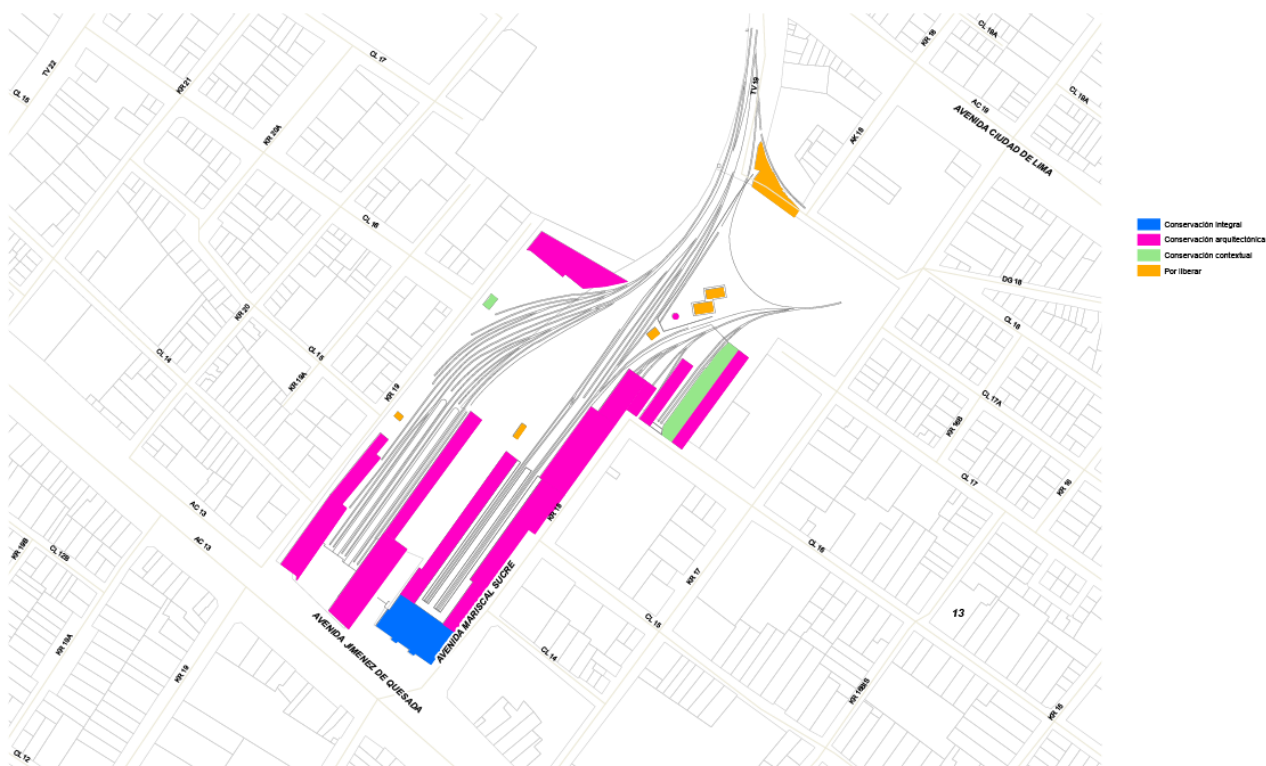 CL 17
KR 18
CL 19A
TV 22
KR 21
TV 19
CL 15
AC 19
CL 19A
KR 20A
AK 18
AVENIDA CIUDAD DE LIMA
CL 16
Conservación integral
Conservación arquitectónica
Conservación contextual
Por liberar
DG 18
KR 20
CL 18
CL 14
CL 15
KR 19A
KR 19
CL 17A
KR 16B
CL 17
KR 16
AC 13
KR 18
AC 13
KR 19B
CL 12B
CL 16
KR 17
AVENIDA MARISCAL SUCRE
13
CL 15
AVENIDA JIMENEZ DE QUESADA
KR 19A
CL 14
KR 19
KR 16BIS
KR 15
CL 12